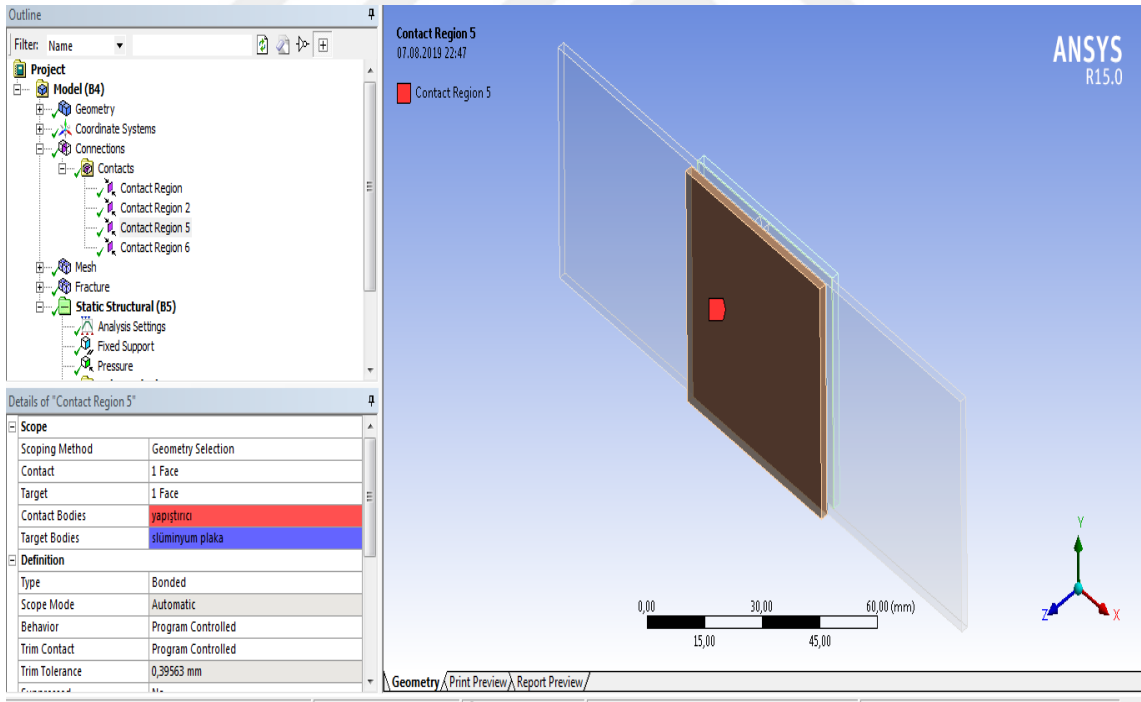 Outline
Filter: Name
Project
Model (B4)
Geometry
Coordinate Systems
Connections
Contacts
Contact Region
Contact Region 2
Contact Region 5
Contact Region 6
Mesh
Fracture
Static Structural (B5)
Analysis Settings
Fixed Support
Pressure
Details of "Contact Region 5"
Scope
Scoping Method Geometry Selection
Contact 1 Face
Target 1 Face
Contact Bodies yapıştırıcı
Target Bodies slüminyum plaka
Definition
Type Bonded
Scope Mode Automatic
Behavior Program Controlled
Trim Contact Program Controlled
Trim Tolerance 0,39563 mm
Contact Region 5
07.08.2019 22:47
Contact Region 5
ANSYS
R15.0
0,00 30,00 60,00 (mm)
15,00 45,00
Y
Z X
Geometry Print Preview Report Preview